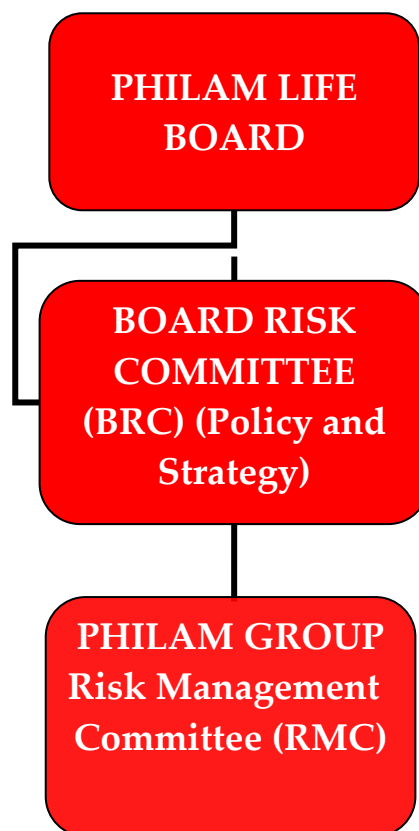 PHILAM LIFE
BOARD
BOARD RISK
COMMITTEE
(BRC) (Policy and
Strategy)
PHILAM GROUP
Risk Management
Committee (RMC)